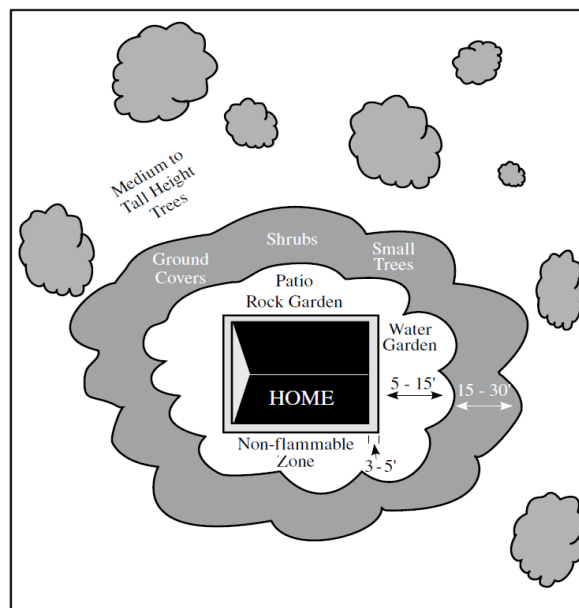 Medium to
Tall Height
Trees
Shrubs
Ground
Covers
Small
Trees
Patio
Rock Garden
Water
Garden
5 - 15'
15 - 30'
HOME
Non-flammable
Zone
3 - 5'